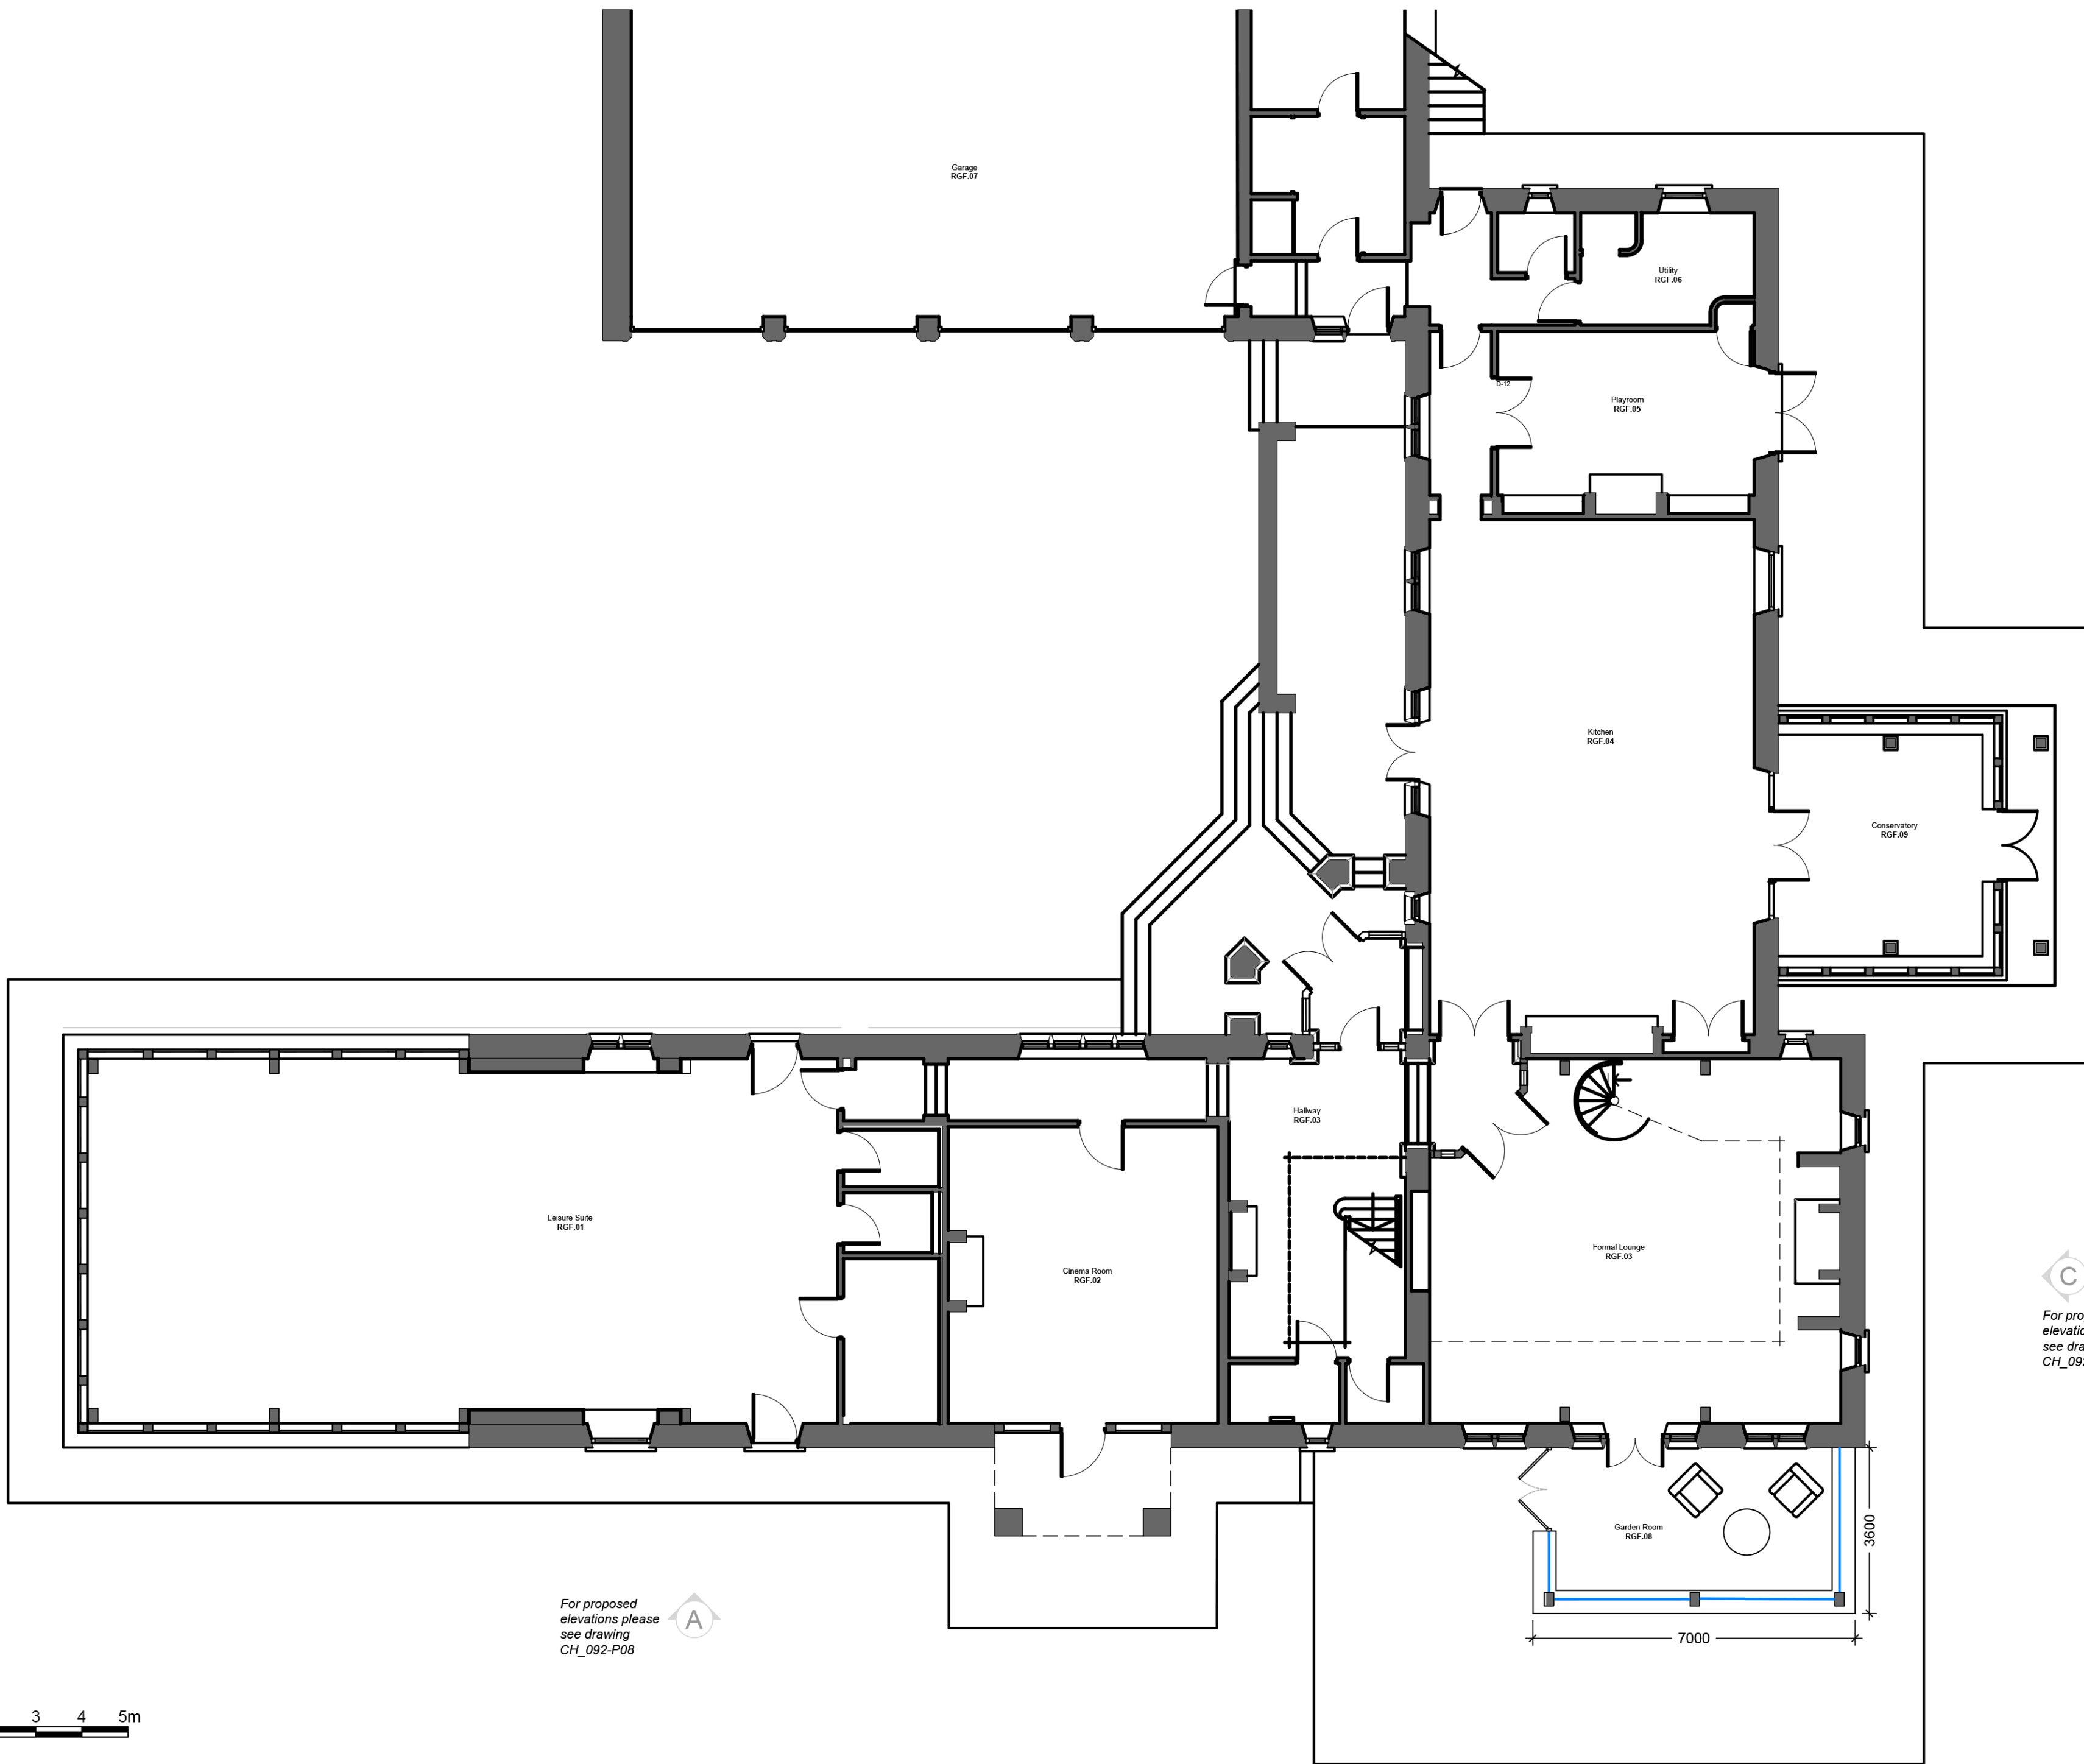 Garage
RGF.07
Utility
RGF.06
D-12
Playroom
RGF.05
Kitchen
RGF.04
Conservatory
RGF.09
Hallway
RGF.03
Leisure Suite
RGF.01
Cinema Room
RGF.02
Formal Lounge
RGF.03
C
For pro
elevatio
see dra
CH_09
Garden Room
RGF.08
3600
7000
For proposed
elevations please
see drawing
CH_092-P08
A
3 4 5m